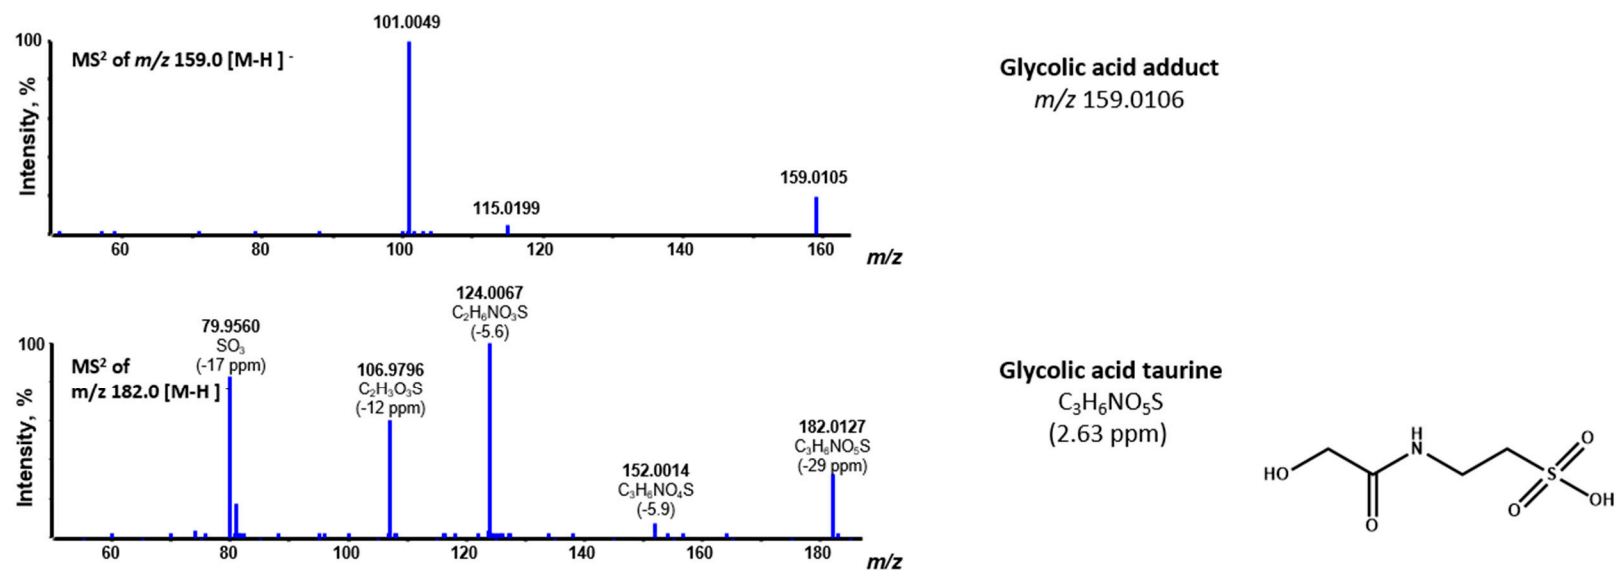 101.0049
100
MS² of m/z 159.0 [M-H ] -
Glycolic acid adduct
m/z 159.0106
159.0105
115.0199
Intensity, %
60
80
100
120
140
160
m/z
124.0067
C₂H₆NO₃S
(-5.6)
79.9560
SO₃
(-17 ppm)
100
MS² of
m/z 182.0 [M-H ] -
106.9796
C₂H₃O₃S
(-12 ppm)
Glycolic acid taurine
C₃H₆NO₅S
(2.63 ppm)
182.0127
C₃H₆NO₅S
(-29 ppm)
152.0014
C₃H₆NO₄S
(-5.9)
Intensity, %
60
80
100
120
140
160
180
m/z
H
N
O
HO
S
OH
O
O